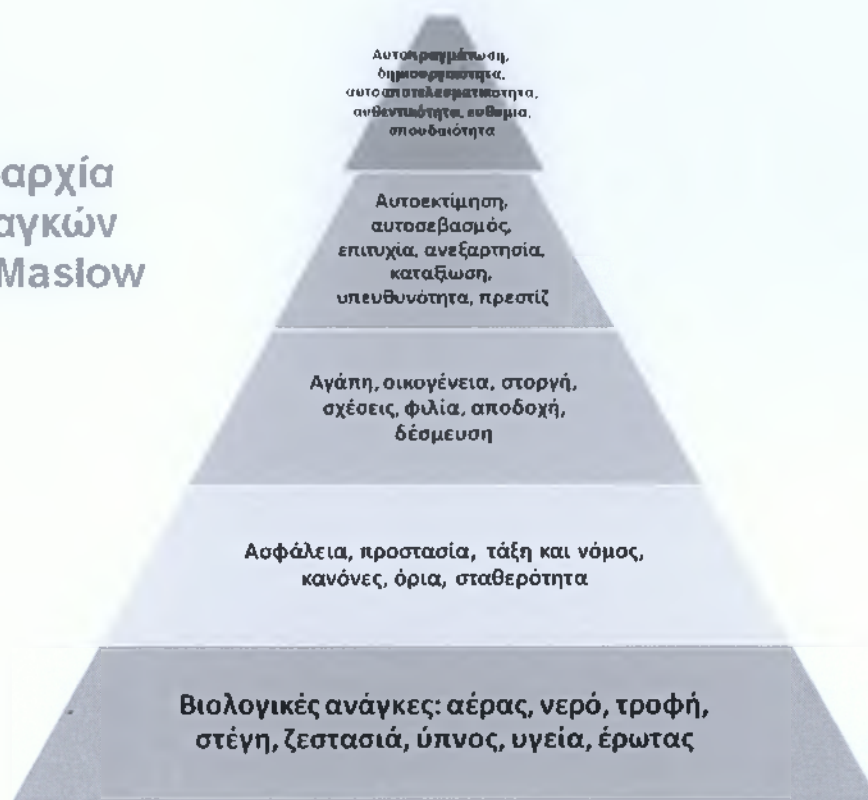 αρχία
αγκών
Maslow
Αυτοπραγμάτωση,
δημιουργικότητα,
αυτοαποτελεσματικότητα,
αυθεντικότητα, ευθυμία,
σπουδαιότητα
Αυτοεκτίμηση,
αυτοσεβασμός,
επιτυχία, ανεξαρτησία,
καταξίωση,
υπευθυνότητα, πρεστίζ
Αγάπη, οικογένεια, στοργή,
σχέσεις, φιλία, αποδοχή,
δέσμευση
Ασφάλεια, προστασία, τάξη και νόμος,
κανόνες, όρια, σταθερότητα
Βιολογικές ανάγκες: αέρας, νερό, τροφή,
στέγη, ζεστασιά, ύπνος, υγεία, έρωτας